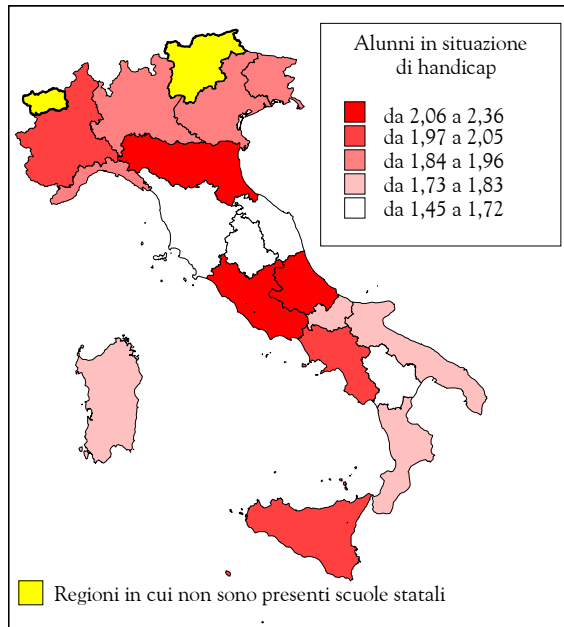 Alunni in situazione
di handicap
da 2,06 a 2,36
da 1,97 a 2,05
da 1,84 a 1,96
da 1,73 a 1,83
da 1,45 a 1,72
Regioni in cui non sono presenti scuole statali
.